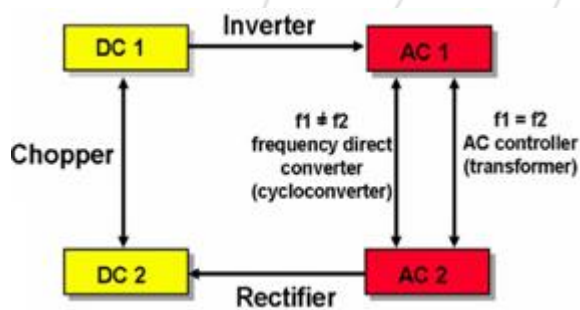 Inverter
DC 1
AC 1
f1 ≠ f2
frequency direct
converter
(cycloconverter)
f1 = f2
AC controller
(transformer)
Chopper
DC 2
AC 2
Rectifier